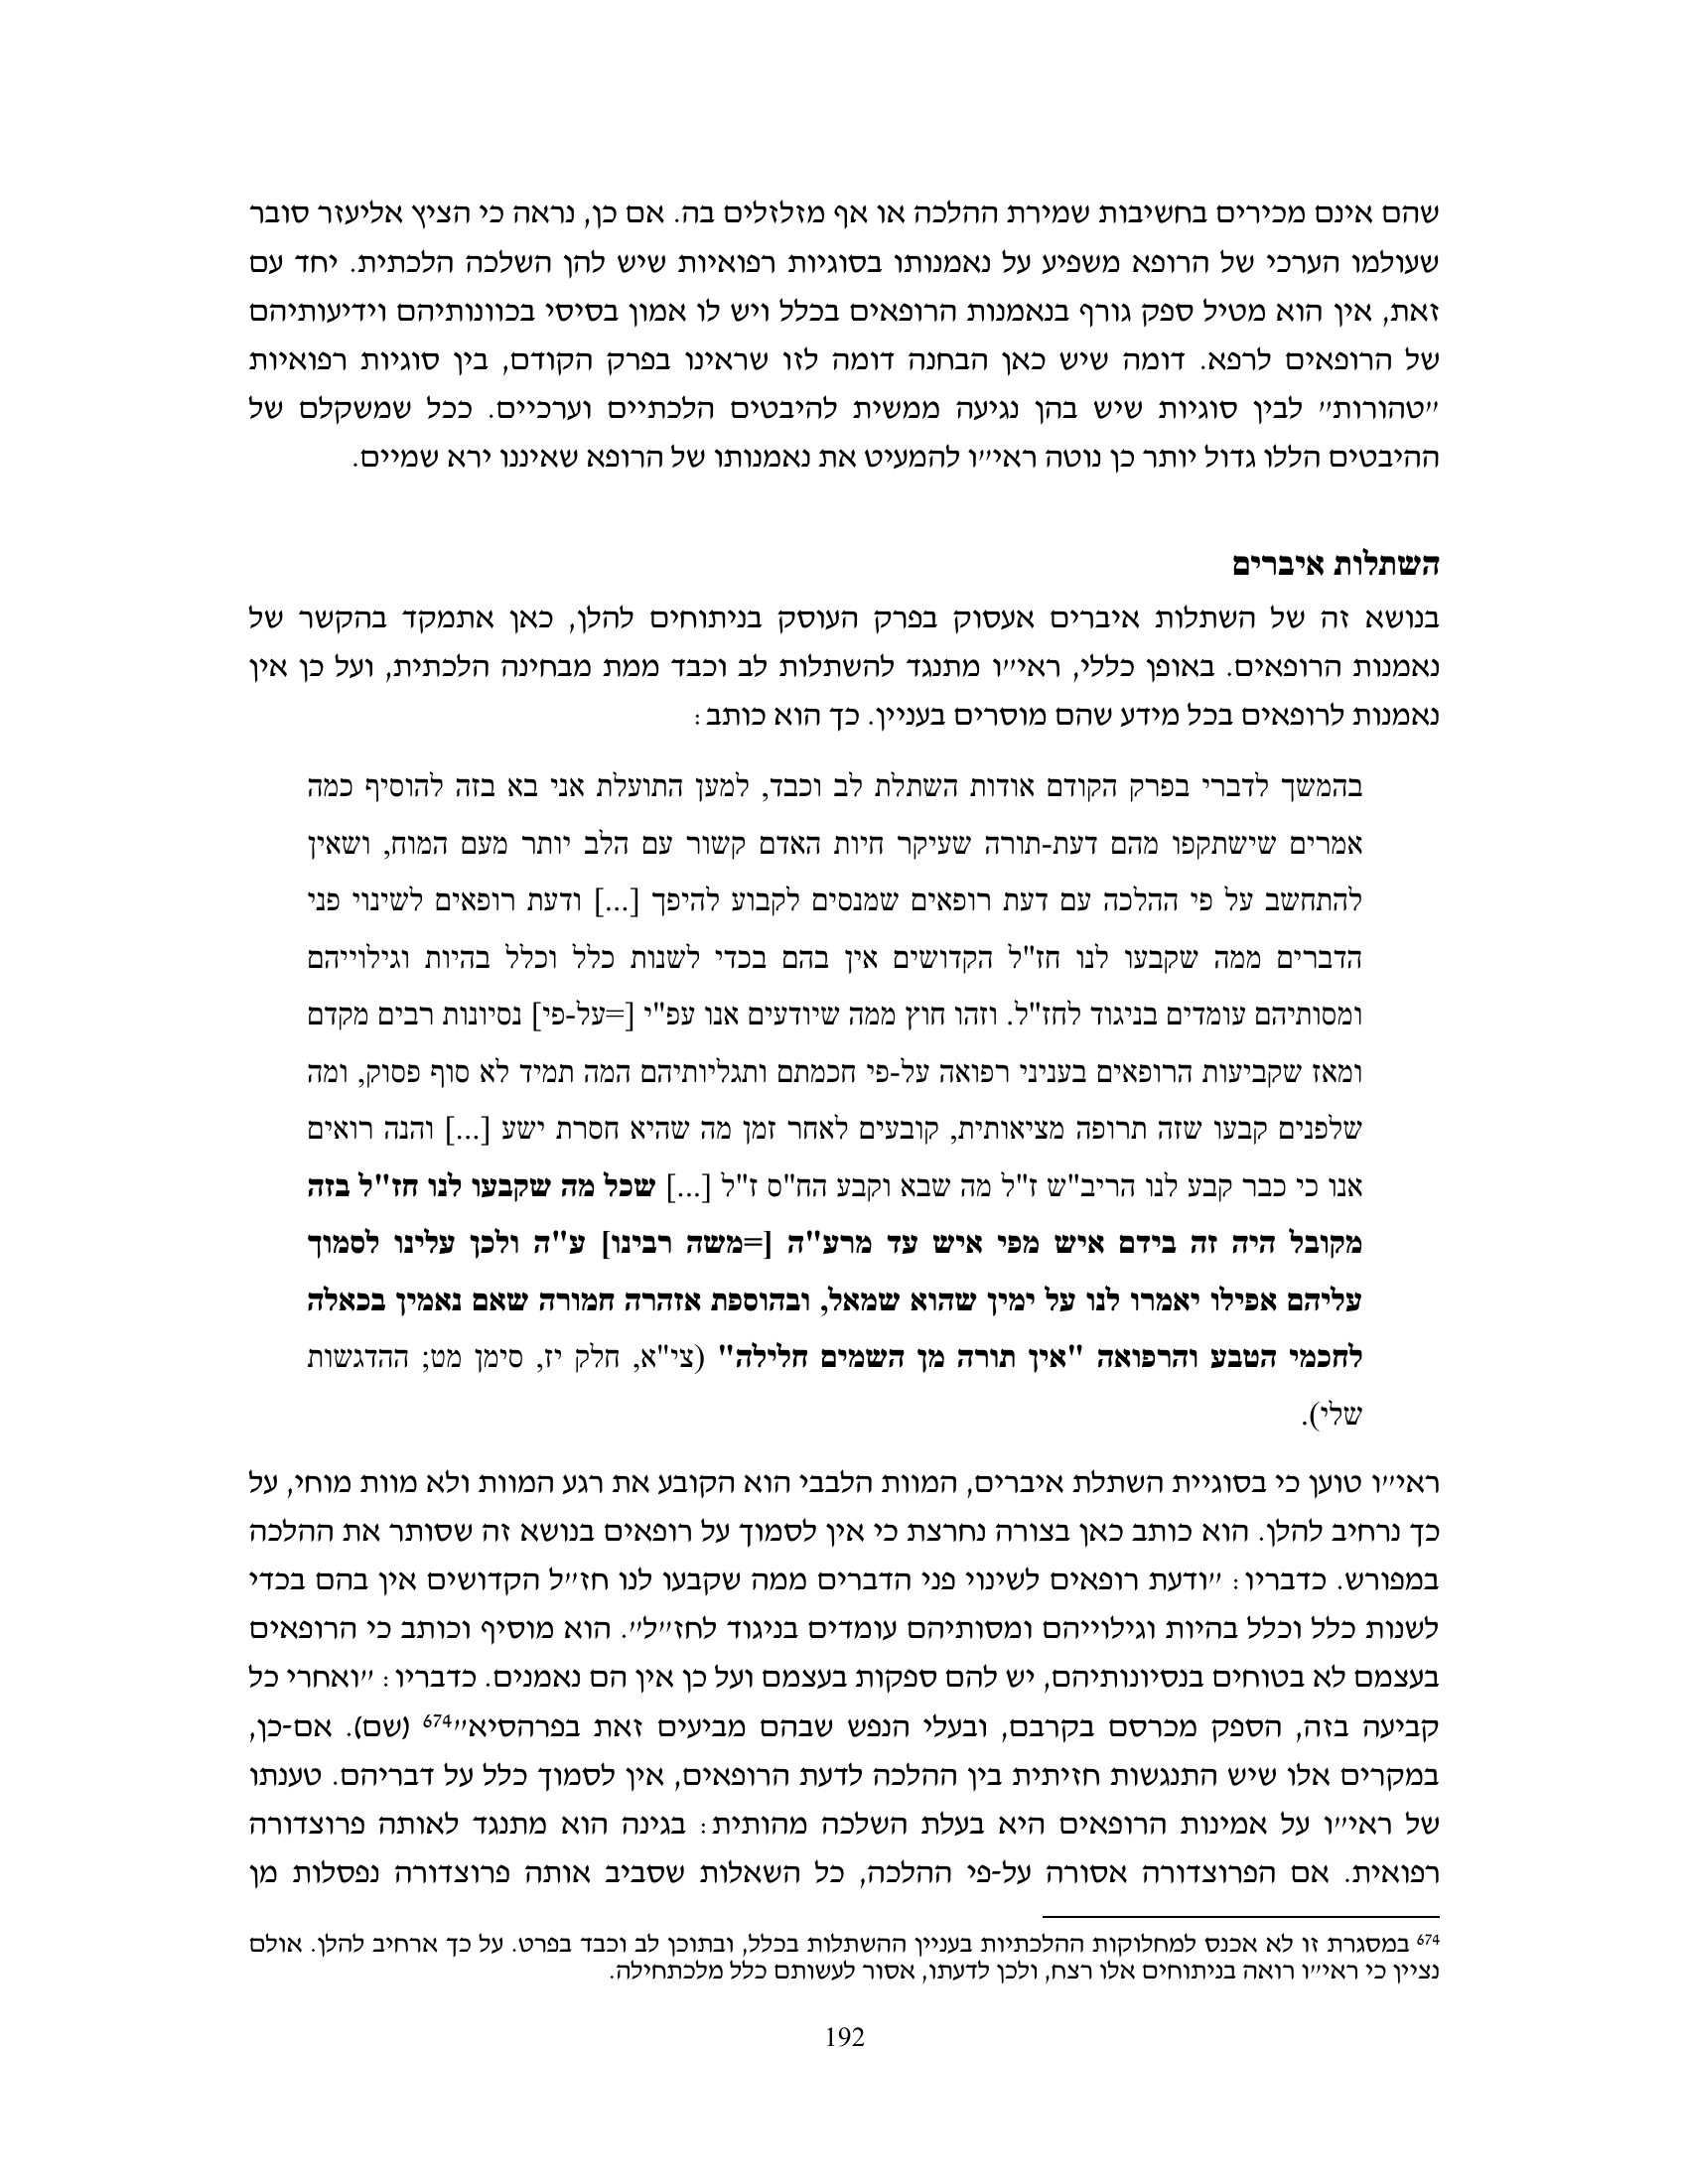 שהם אינם מכירים בחשיבות שמירת ההלכה או אף מזלזלים בה. אם כן, נראה כי הציץ אליעזר סובר
שעולמו הערכי של הרופא משפיע על נאמנותו בסוגיות רפואיות שיש להן השלכה הלכתית. יחד עם
זאת, אין הוא מטיל ספק גורף בנאמנות הרופאים בכלל ויש לו אמון בסיסי בכוונותיהם וידיעותיהם
של הרופאים לרפא. דומה שיש כאן הבחנה דומה לזו שראינו בפרק הקודם, בין סוגיות רפואיות
״טהורות״ לבין סוגיות שיש בהן נגיעה ממשית להיבטים הלכתיים וערכיים. ככל שמשקלם של
ההיבטים הללו גדול יותר כן נוטה ראי״ו להמעיט את נאמנותו של הרופא שאיננו ירא שמיים.
השתלות איברים
בנושא זה של השתלות איברים אעסוק בפרק העוסק בניתוחים להלן, כאן אתמקד בהקשר של
נאמנות הרופאים. באופן כללי, ראי״ו מתנגד להשתלות לב וכבד ממת מבחינה הלכתית, ועל כן אין
נאמנות לרופאים בכל מידע שהם מוסרים בעניין. כך הוא כותב:
בהמשך לדברי בפרק הקודם אודות השתלת לב וכבד, למען התועלת אני בא בזה להוסיף כמה
אמרים שישתקפו מהם דעת-תורה שעיקר חיות האדם קשור עם הלב יותר מעם המוח, ושאין
להתחשב על פי ההלכה עם דעת רופאים שמנסים לקבוע להיפך [...] ודעת רופאים לשינוי פני
הדברים ממה שקבעו לנו חז"ל הקדושים אין בהם בכדי לשנות כלל וכלל בהיות וגילוייהם
ומסותיהם עומדים בניגוד לחז"ל. וזהו חוץ ממה שיודעים אנו עפ"י [=על-פי] נסיונות רבים מקדם
ומאז שקביעות הרופאים בעניני רפואה על-פי חכמתם ותגליותיהם המה תמיד לא סוף פסוק, ומה
שלפנים קבעו שזה תרופה מציאותית, קובעים לאחר זמן מה שהיא חסרת ישע [...] והנה רואים
אנו כי כבר קבע לנו הריב"ש ז"ל מה שבא וקבע הח"ס ז"ל [...] שכל מה שקבעו לנו חז"ל בזה
מקובל היה זה בידם איש מפי איש עד מרע"ה [=משה רבינו] ע"ה ולכן עלינו לסמוך
עליהם אפילו יאמרו לנו על ימין שהוא שמאל, ובהוספת אזהרה חמורה שאם נאמין בכאלה
לחכמי הטבע והרפואה "אין תורה מן השמים חלילה" (צי"א, חלק יז, סימן מט; ההדגשות
שלי).
ראי״ו טוען כי בסוגיית השתלת איברים, המוות הלבבי הוא הקובע את רגע המוות ולא מוות מוחי, על
כך נרחיב להלן. הוא כותב כאן בצורה נחרצת כי אין לסמוך על רופאים בנושא זה שסותר את ההלכה
במפורש. כדבריו: ״ודעת רופאים לשינוי פני הדברים ממה שקבעו לנו חז״ל הקדושים אין בהם בכדי
לשנות כלל וכלל בהיות וגילוייהם ומסותיהם עומדים בניגוד לחז״ל״. הוא מוסיף וכותב כי הרופאים
בעצמם לא בטוחים בנסיונותיהם, יש להם ספקות בעצמם ועל כן אין הם נאמנים. כדבריו: ״ואחרי כל
קביעה בזה, הספק מכרסם בקרבם, ובעלי הנפש שבהם מביעים זאת בפרהסיא״674 (שם). אם-כן,
במקרים אלו שיש התנגשות חזיתית בין ההלכה לדעת הרופאים, אין לסמוך כלל על דבריהם. טענתו
של ראי״ו על אמינות הרופאים היא בעלת השלכה מהותית: בגינה הוא מתנגד לאותה פרוצדורה
רפואית. אם הפרוצדורה אסורה על-פי ההלכה, כל השאלות שסביב אותה פרוצדורה נפסלות מן
674 במסגרת זו לא אכנס למחלוקות ההלכתיות בעניין ההשתלות בכלל, ובתוכן לב וכבד בפרט. על כך ארחיב להלן. אולם
נציין כי ראי״ו רואה בניתוחים אלו רצח, ולכן לדעתו, אסור לעשותם כלל מלכתחילה.
192